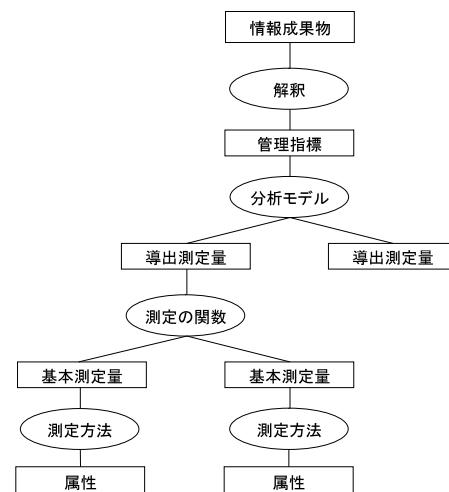 情報成果物
解釈
管理指標
分析モデル
導出測定量
導出測定量
測定の関数
基本測定量
基本測定量
測定方法
測定方法
属性
属性